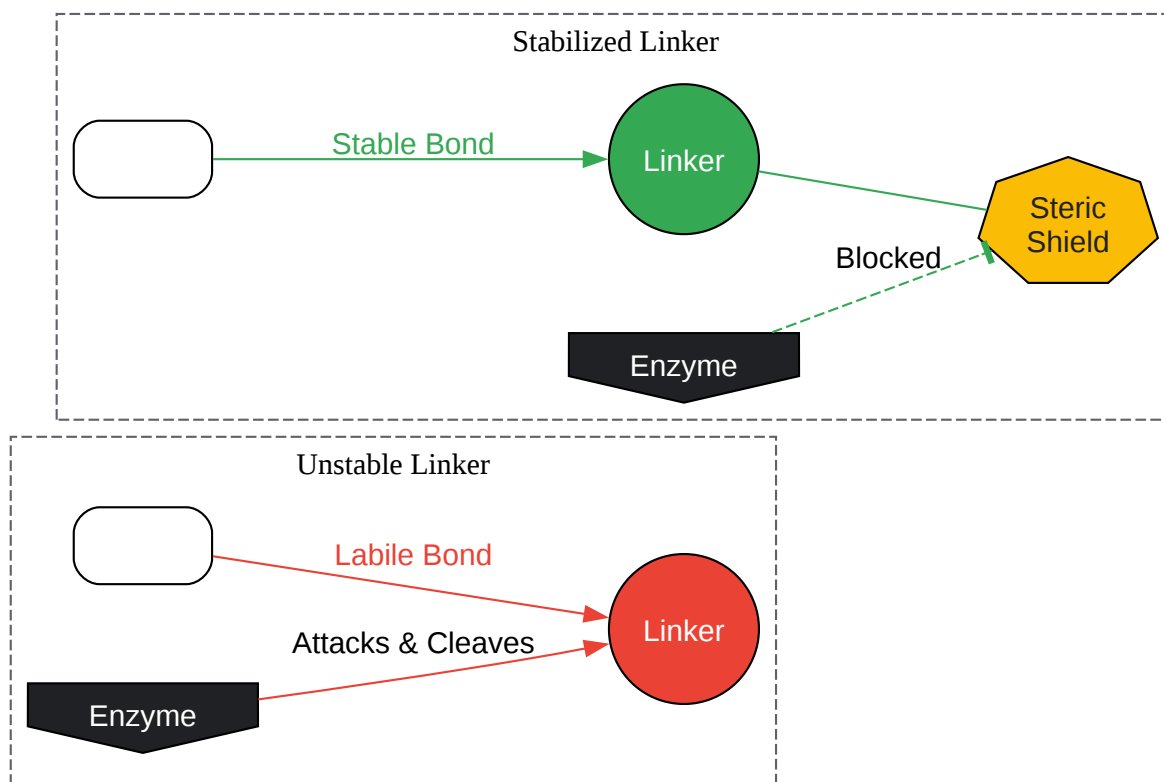 Stabilized Linker
Stable Bond
Linker
Steric
Shield
Blocked
Enzyme
Unstable Linker
Labile Bond
Linker
Attacks & Cleaves
Enzyme